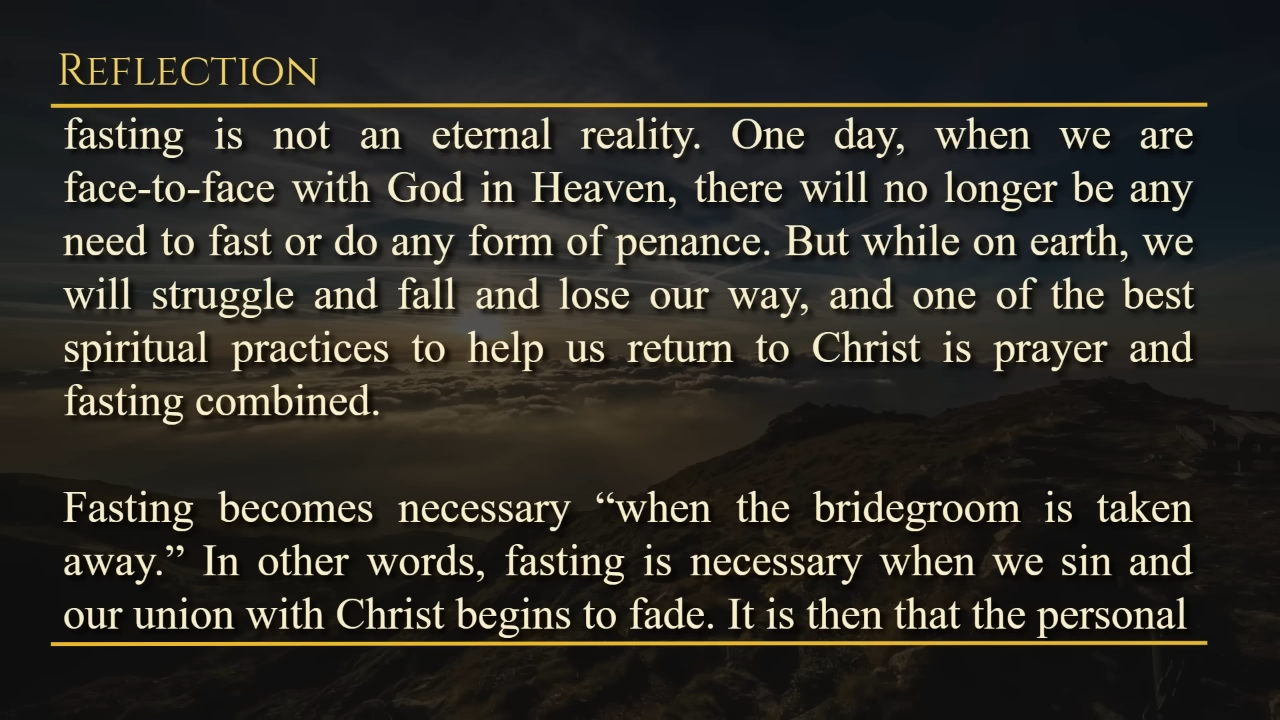 REFLECTION
fasting is not an eternal reality. One day, when we are
face-to-face with God in Heaven, there will no longer be any
need to fast or do any form of penance. But while on earth, we
will struggle and fall and lose our way, and one of the best
spiritual practices to help us return to Christ is prayer and
fasting combined.
Fasting becomes necessary “when the bridegroom is taken
away.” In other words, fasting is necessary when we sin and
our union with Christ begins to fade. It is then that the personal